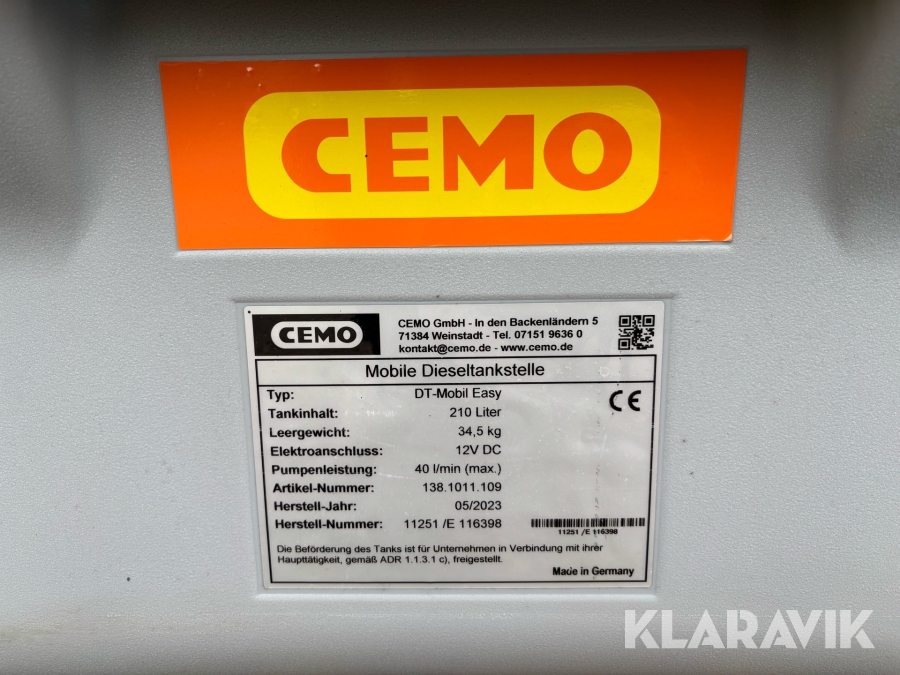 CEMO
CEMO
CEMO GmbH - In den Backenländern 5
71384 Weinstadt - Tel. 07151 9636 0
kontakt@cemo.de - www.cemo.de
Mobile Dieseltankstelle
Typ: DT-Mobil Easy
Tankinhalt: 210 Liter
Leergewicht: 34,5 kg
Elektroanschluss: 12V DC
Pumpenleistung: 40 l/min (max.)
Artikel-Nummer: 138.1011.109
Herstell-Jahr: 05/2023
Herstell-Nummer: 11251 /E 116398
CE
11251 /E 116398
Die Beförderung des Tanks ist für Unternehmen in Verbindung mit ihrer
Haupttätigkeit, gemäß ADR 1.1.3.1 c), freigestellt.
Made in Germany
KLARAVIK